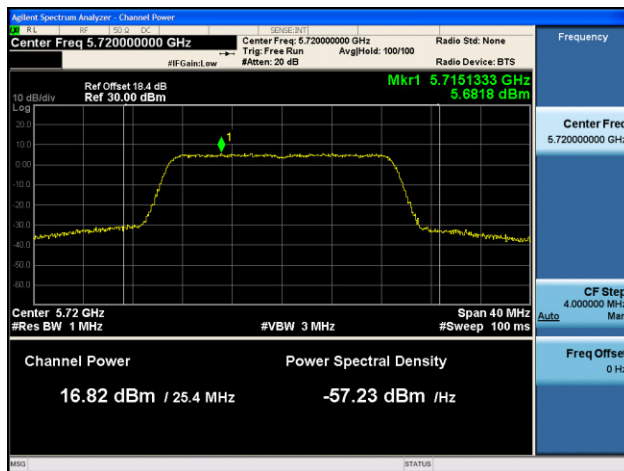 Agilent Spectrum Analyzer - Channel Power
RL RF 50 Ω DC SENSE:INT
Center Freq 5.720000000 GHz
Center Freq: 5.720000000 GHz Radio Std: None
Trig: Free Run Avg|Hold: 100/100
#IFGain:Low #Atten: 20 dB Radio Device: BTS
Ref Offset 18.4 dB
10 dB/div Ref 30.00 dBm
Log
Mkr1 5.7151333 GHz
5.6818 dBm
20.0
10.0
0.00
-10.0
-20.0
-30.0
-40.0
-50.0
-60.0
1
Center 5.72 GHz Span 40 MHz
#Res BW 1 MHz #VBW 3 MHz #Sweep 100 ms
Channel Power Power Spectral Density
16.82 dBm / 25.4 MHz -57.23 dBm /Hz
MSG STATUS
Frequency
Center Freq
5.720000000 GHz
CF Step
4.000000 MHz
Auto Man
Freq Offset
0 Hz